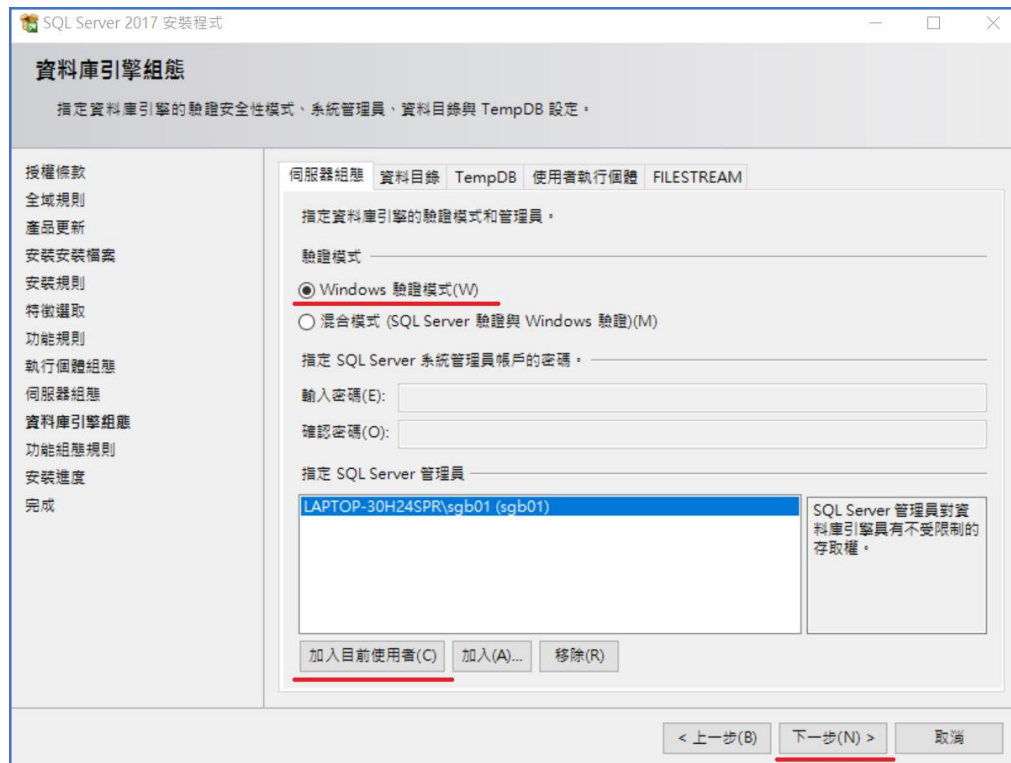 SQL Server 2017 安裝程式
資料庫引擎組態
指定資料庫引擎的驗證安全性模式、系統管理員、資料目錄與 TempDB 設定。
授權條款
全域規則
產品更新
安裝安裝檔案
安裝規則
特徵選取
功能規則
執行個體組態
伺服器組態
資料庫引擎組態
功能組態規則
安裝進度
完成
伺服器組態 資料目錄 TempDB 使用者執行個體 FILESTREAM
指定資料庫引擎的驗證模式和管理員。
驗證模式
Windows 驗證模式(W)
混合模式 (SQL Server 驗證與 Windows 驗證)(M)
指定 SQL Server 系統管理員帳戶的密碼。
輸入密碼(E):
確認密碼(O):
指定 SQL Server 管理員
LAPTOP-30H24SPR\sgb01 (sgb01)
SQL Server 管理員對資
料庫引擎具有不受限制的
存取權。
加入目前使用者(C) 加入(A)... 移除(R)
< 上一步(B) 下一步(N) > 取消